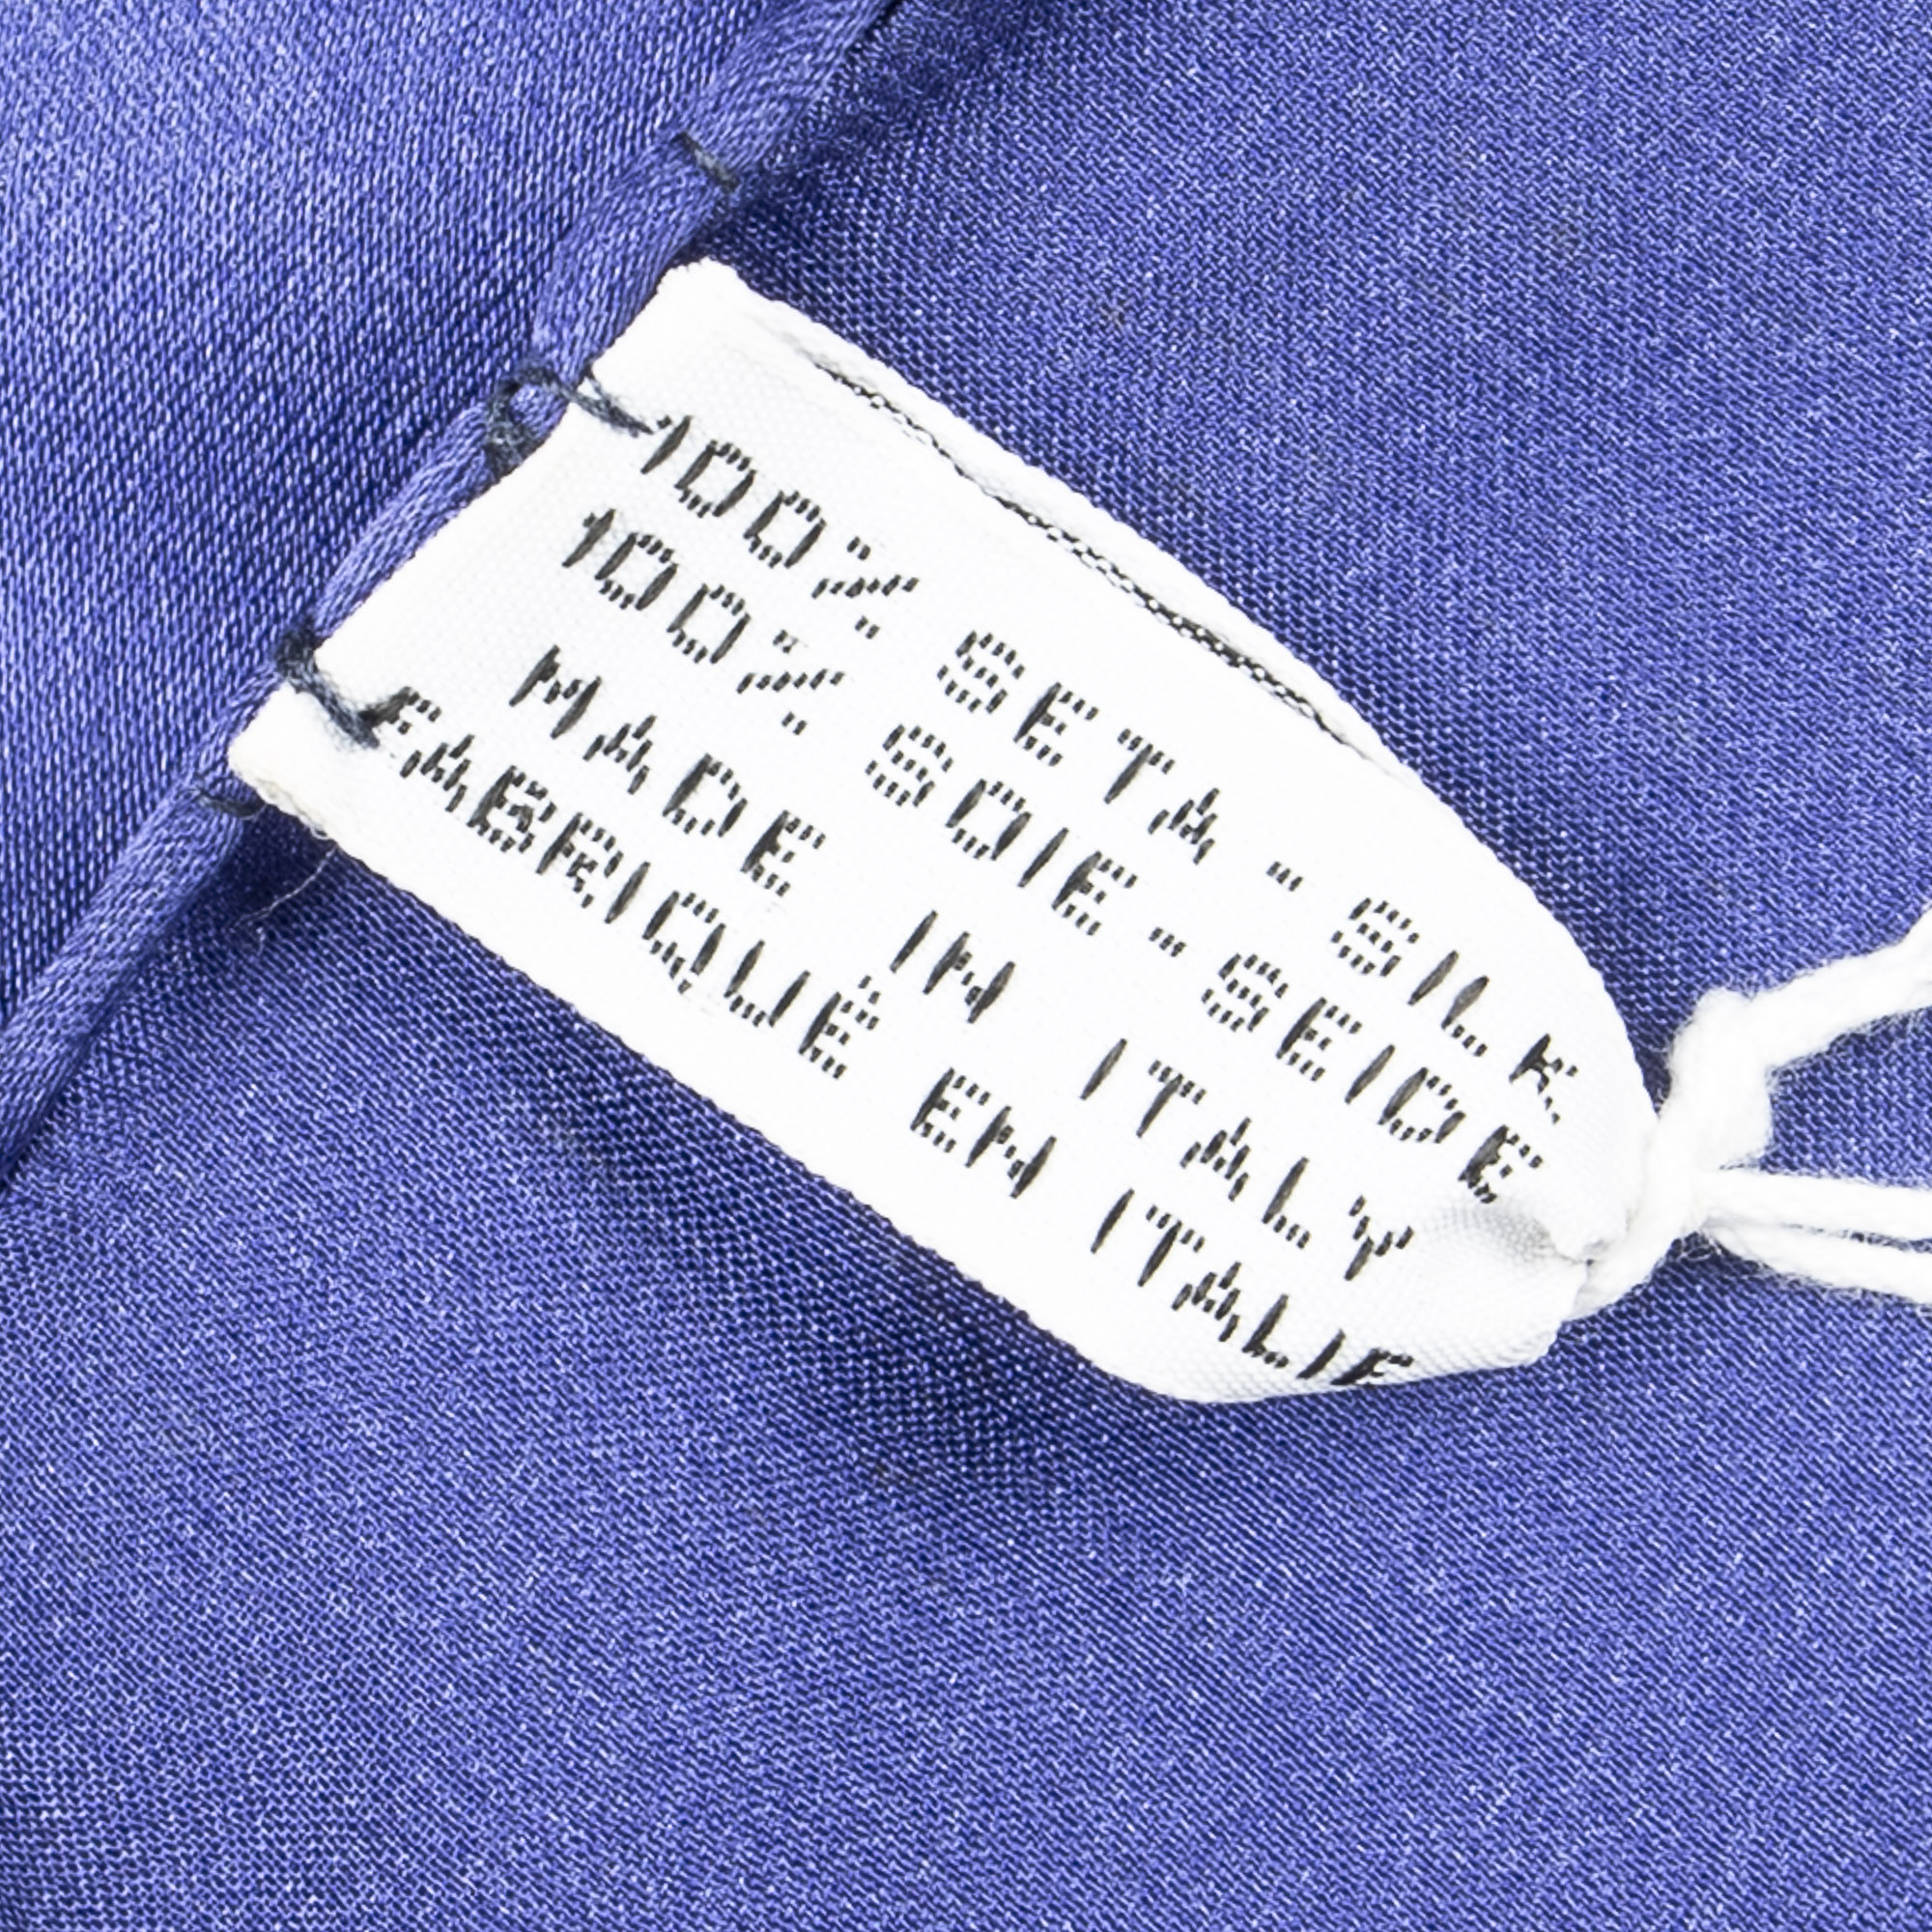 100% SETA - SILK
100% SOIE-SEIDE
MADE IN ITALY
FABRIQUÉ EN ITALIE